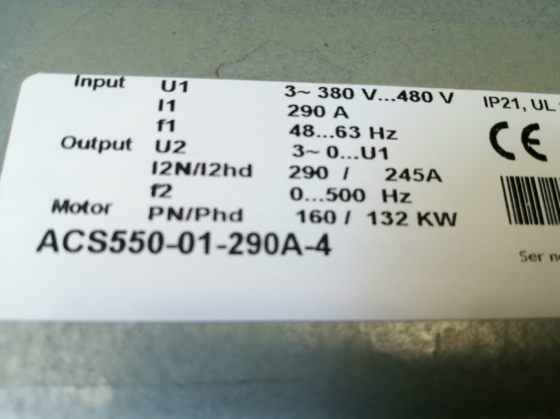 Input U1 3~ 380 V...480 V IP21, UL
I1 290 A
f1 48...63 Hz
Output U2 3~ 0...U1
I2N/I2hd 290 / 245A
f2 0...500 Hz
Motor PN/Phd 160 / 132 KW
ACS550-01-290A-4
CE
Ser